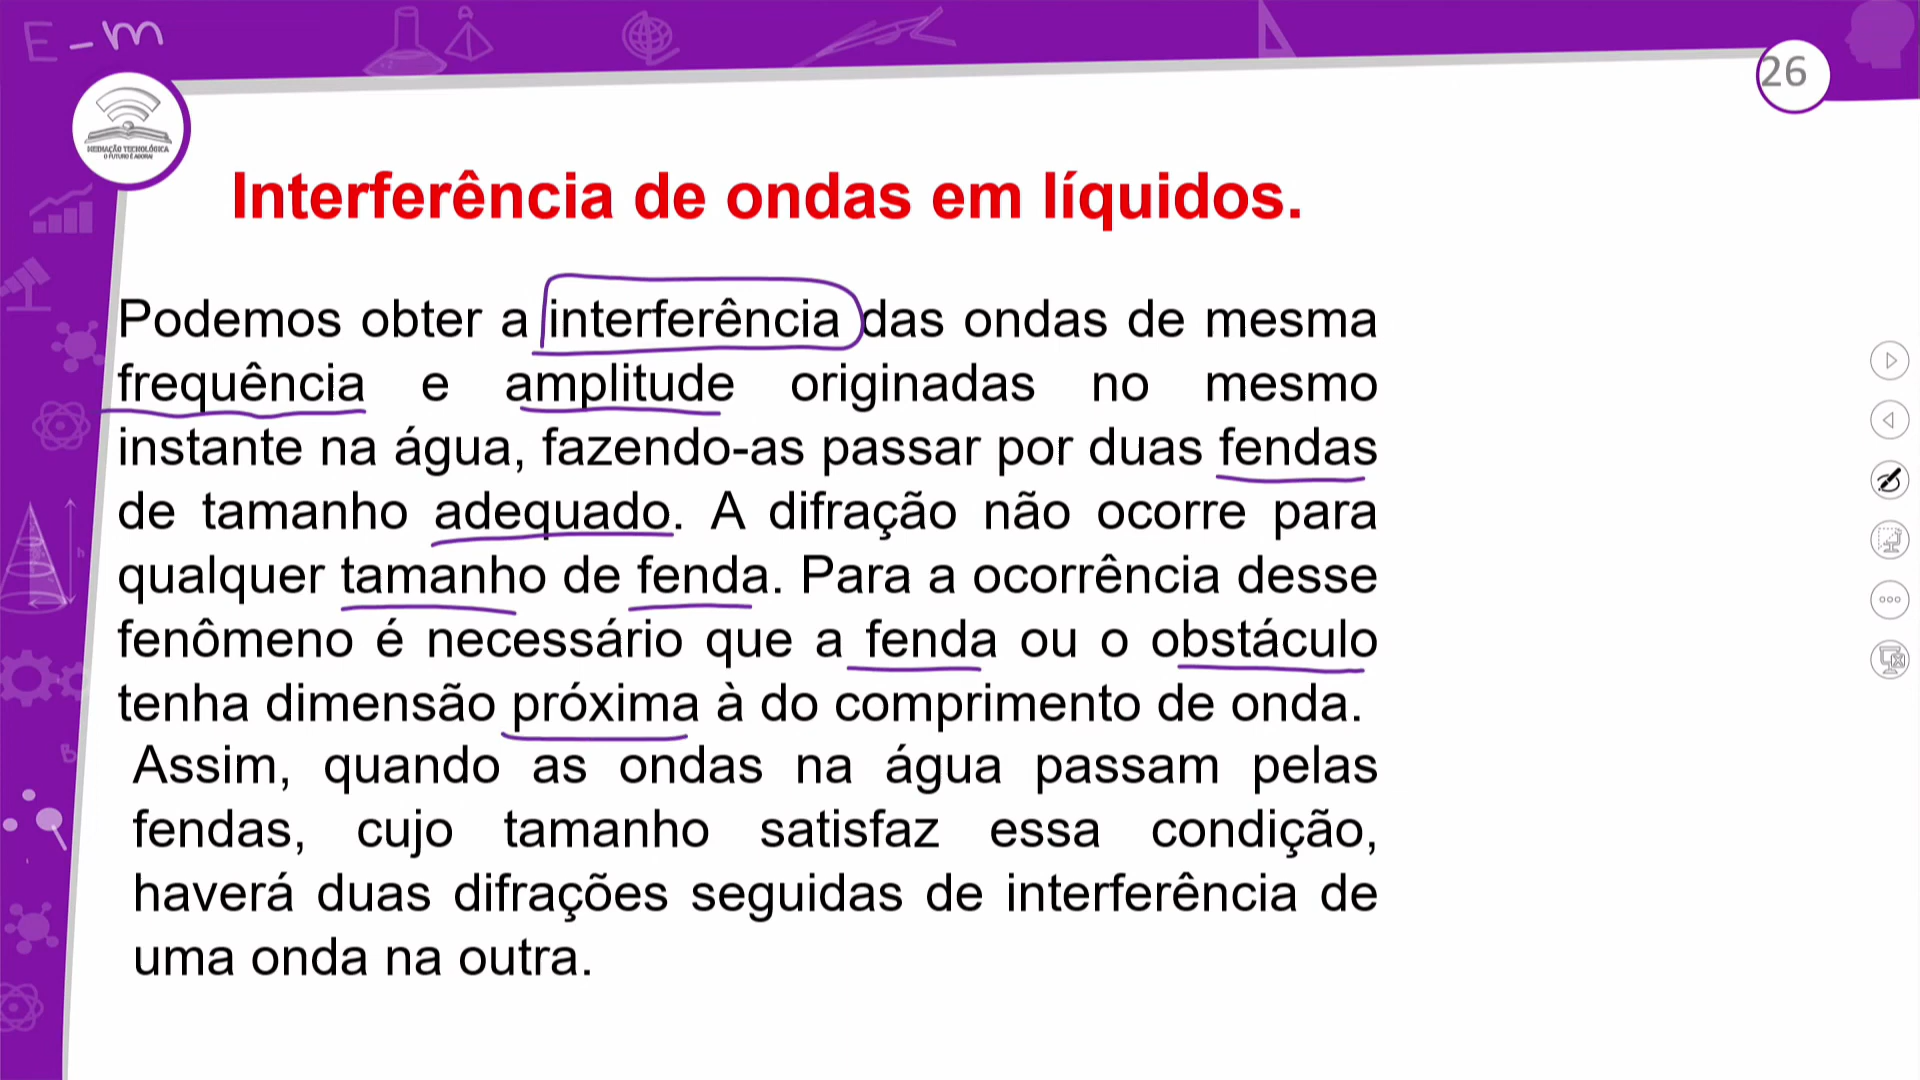 E-m
26
MEDIAÇÃO TECNOLÓGICA
O FUTURO É AGORA!
Interferência de ondas em líquidos.
Podemos obter a interferência das ondas de mesma
frequência e amplitude originadas no mesmo
instante na água, fazendo-as passar por duas fendas
de tamanho adequado. A difração não ocorre para
qualquer tamanho de fenda. Para a ocorrência desse
fenômeno é necessário que a fenda ou o obstáculo
tenha dimensão próxima à do comprimento de onda.
Assim, quando as ondas na água passam pelas
fendas, cujo tamanho satisfaz essa condição,
haverá duas difrações seguidas de interferência de
uma onda na outra.